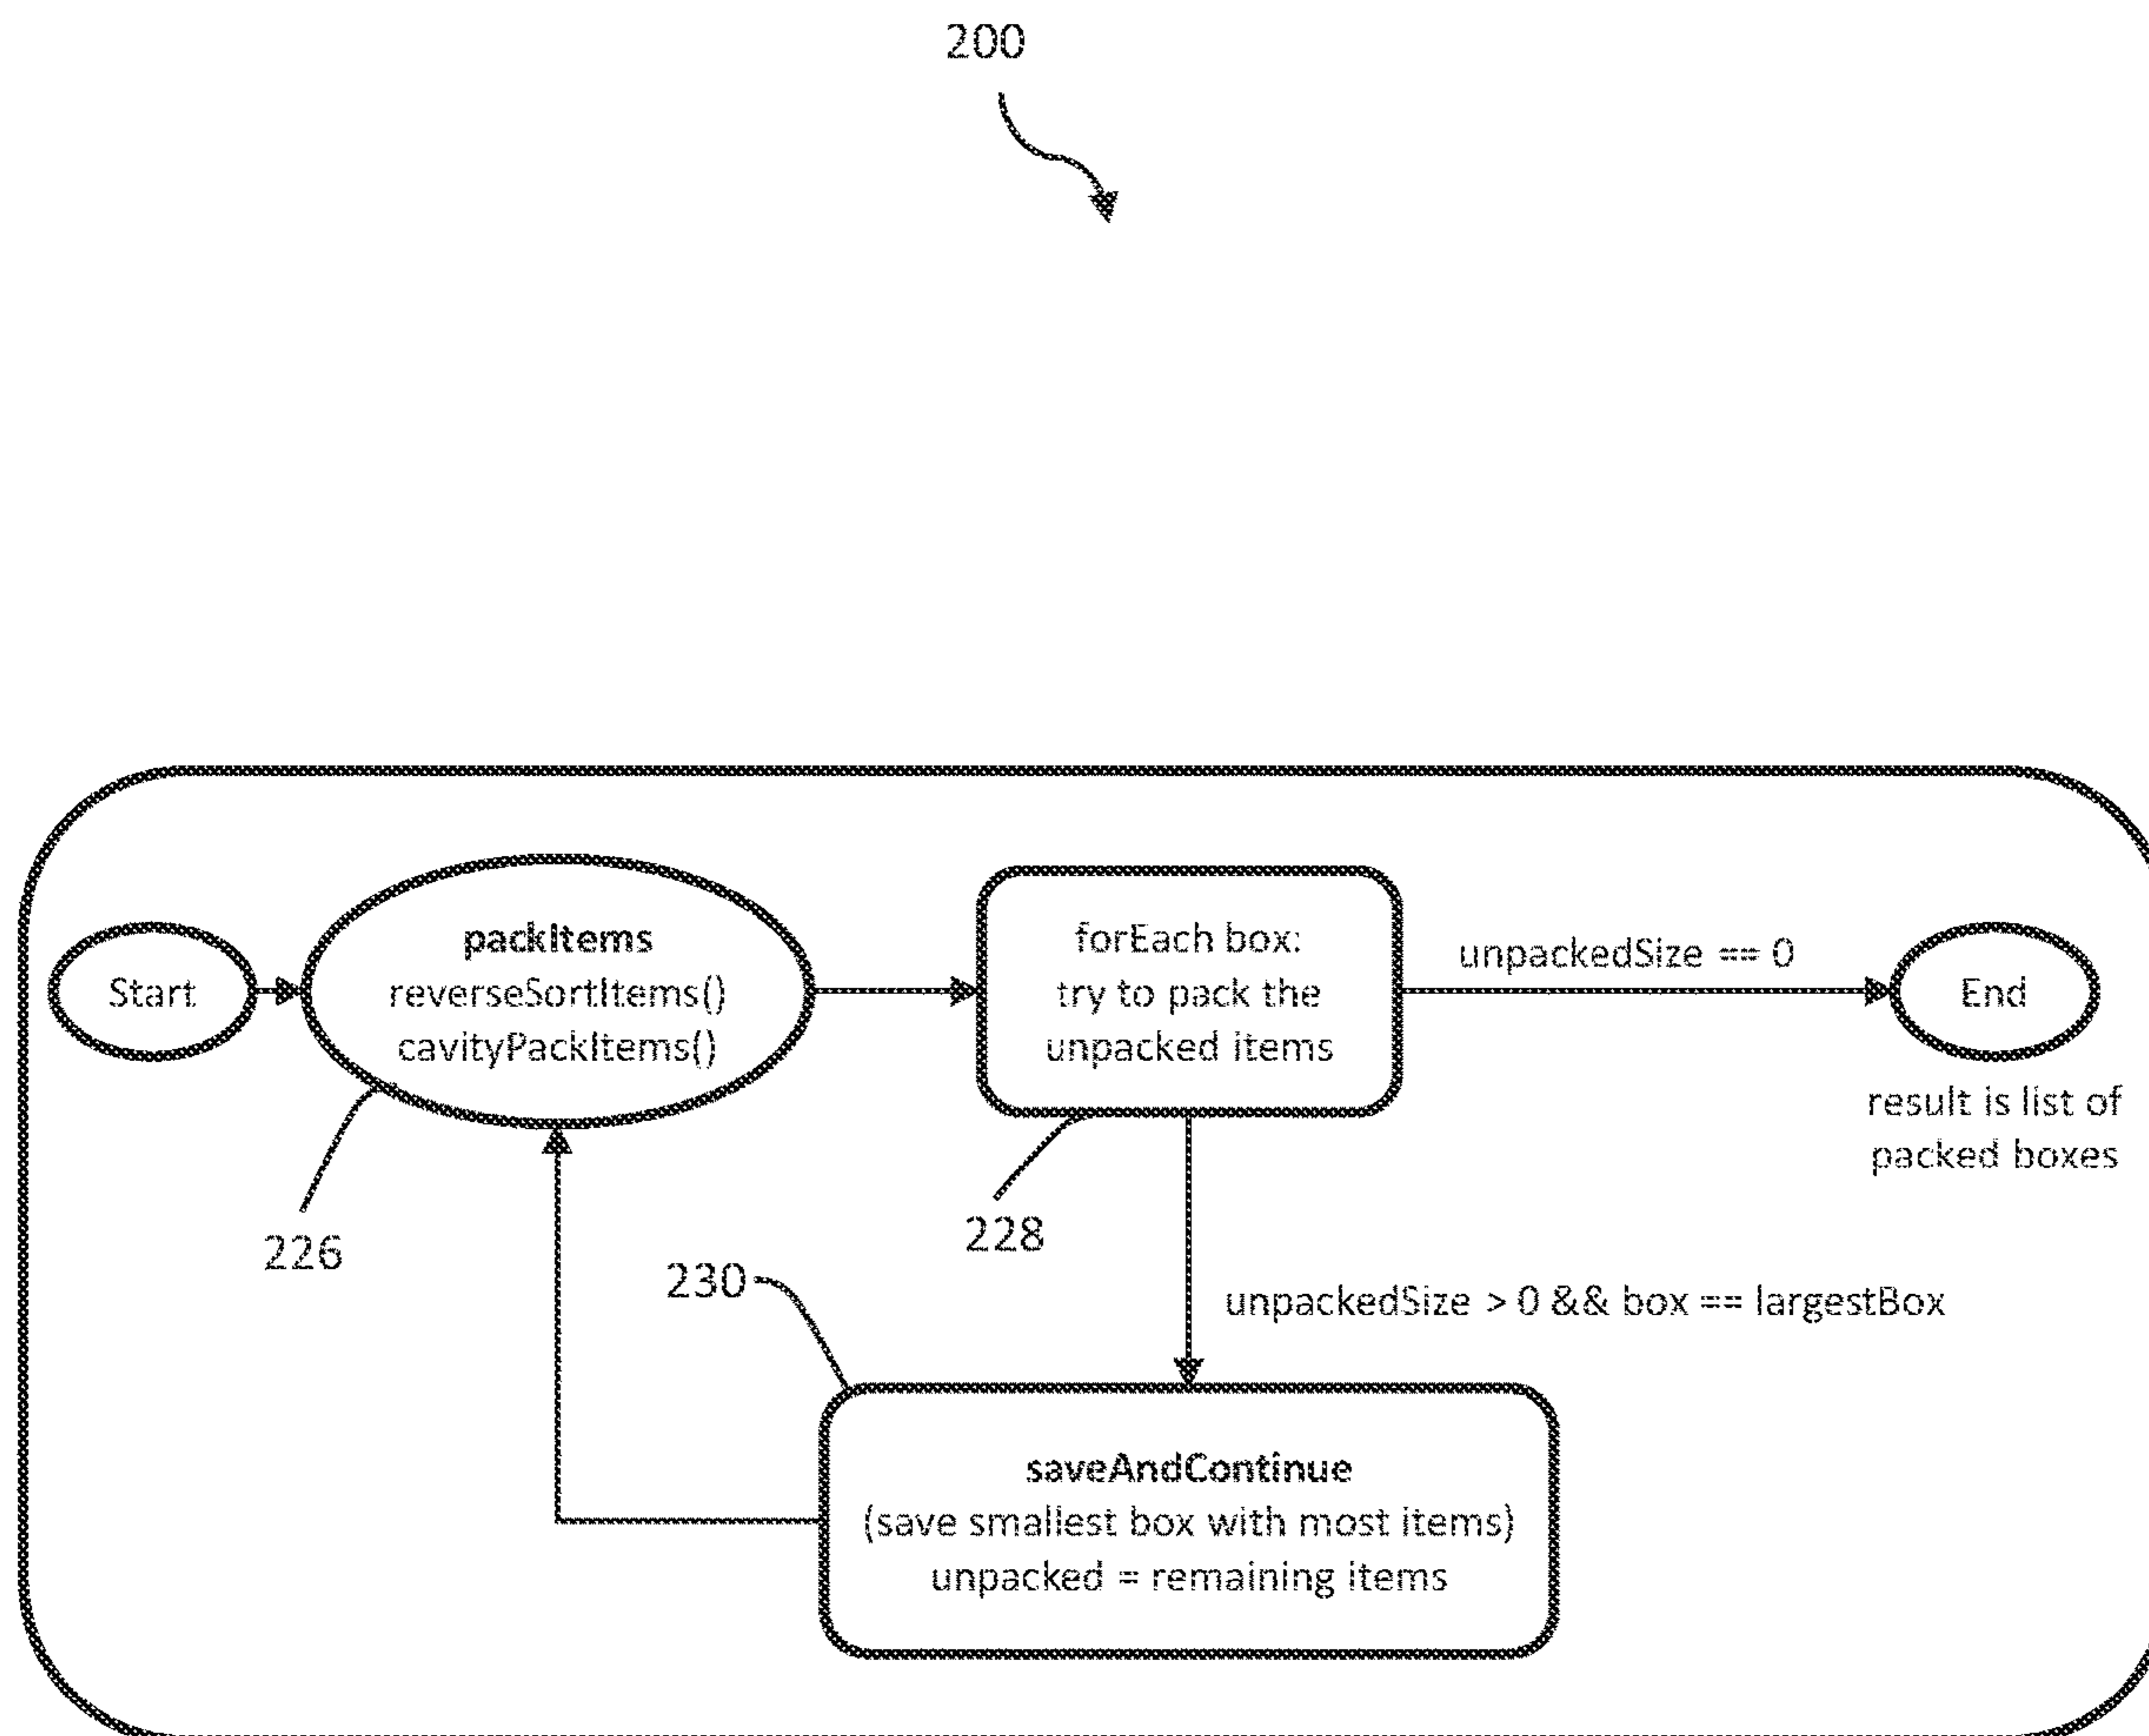 200
Start
packItems
reverseSortItems()
cavityPackItems()
forEach box:
try to pack the
unpacked items
unpackedSize == 0
End
result is list of
packed boxes
226
228
230
unpackedSize > 0 && box == largestBox
saveAndContinue
(save smallest box with most items)
unpacked = remaining items